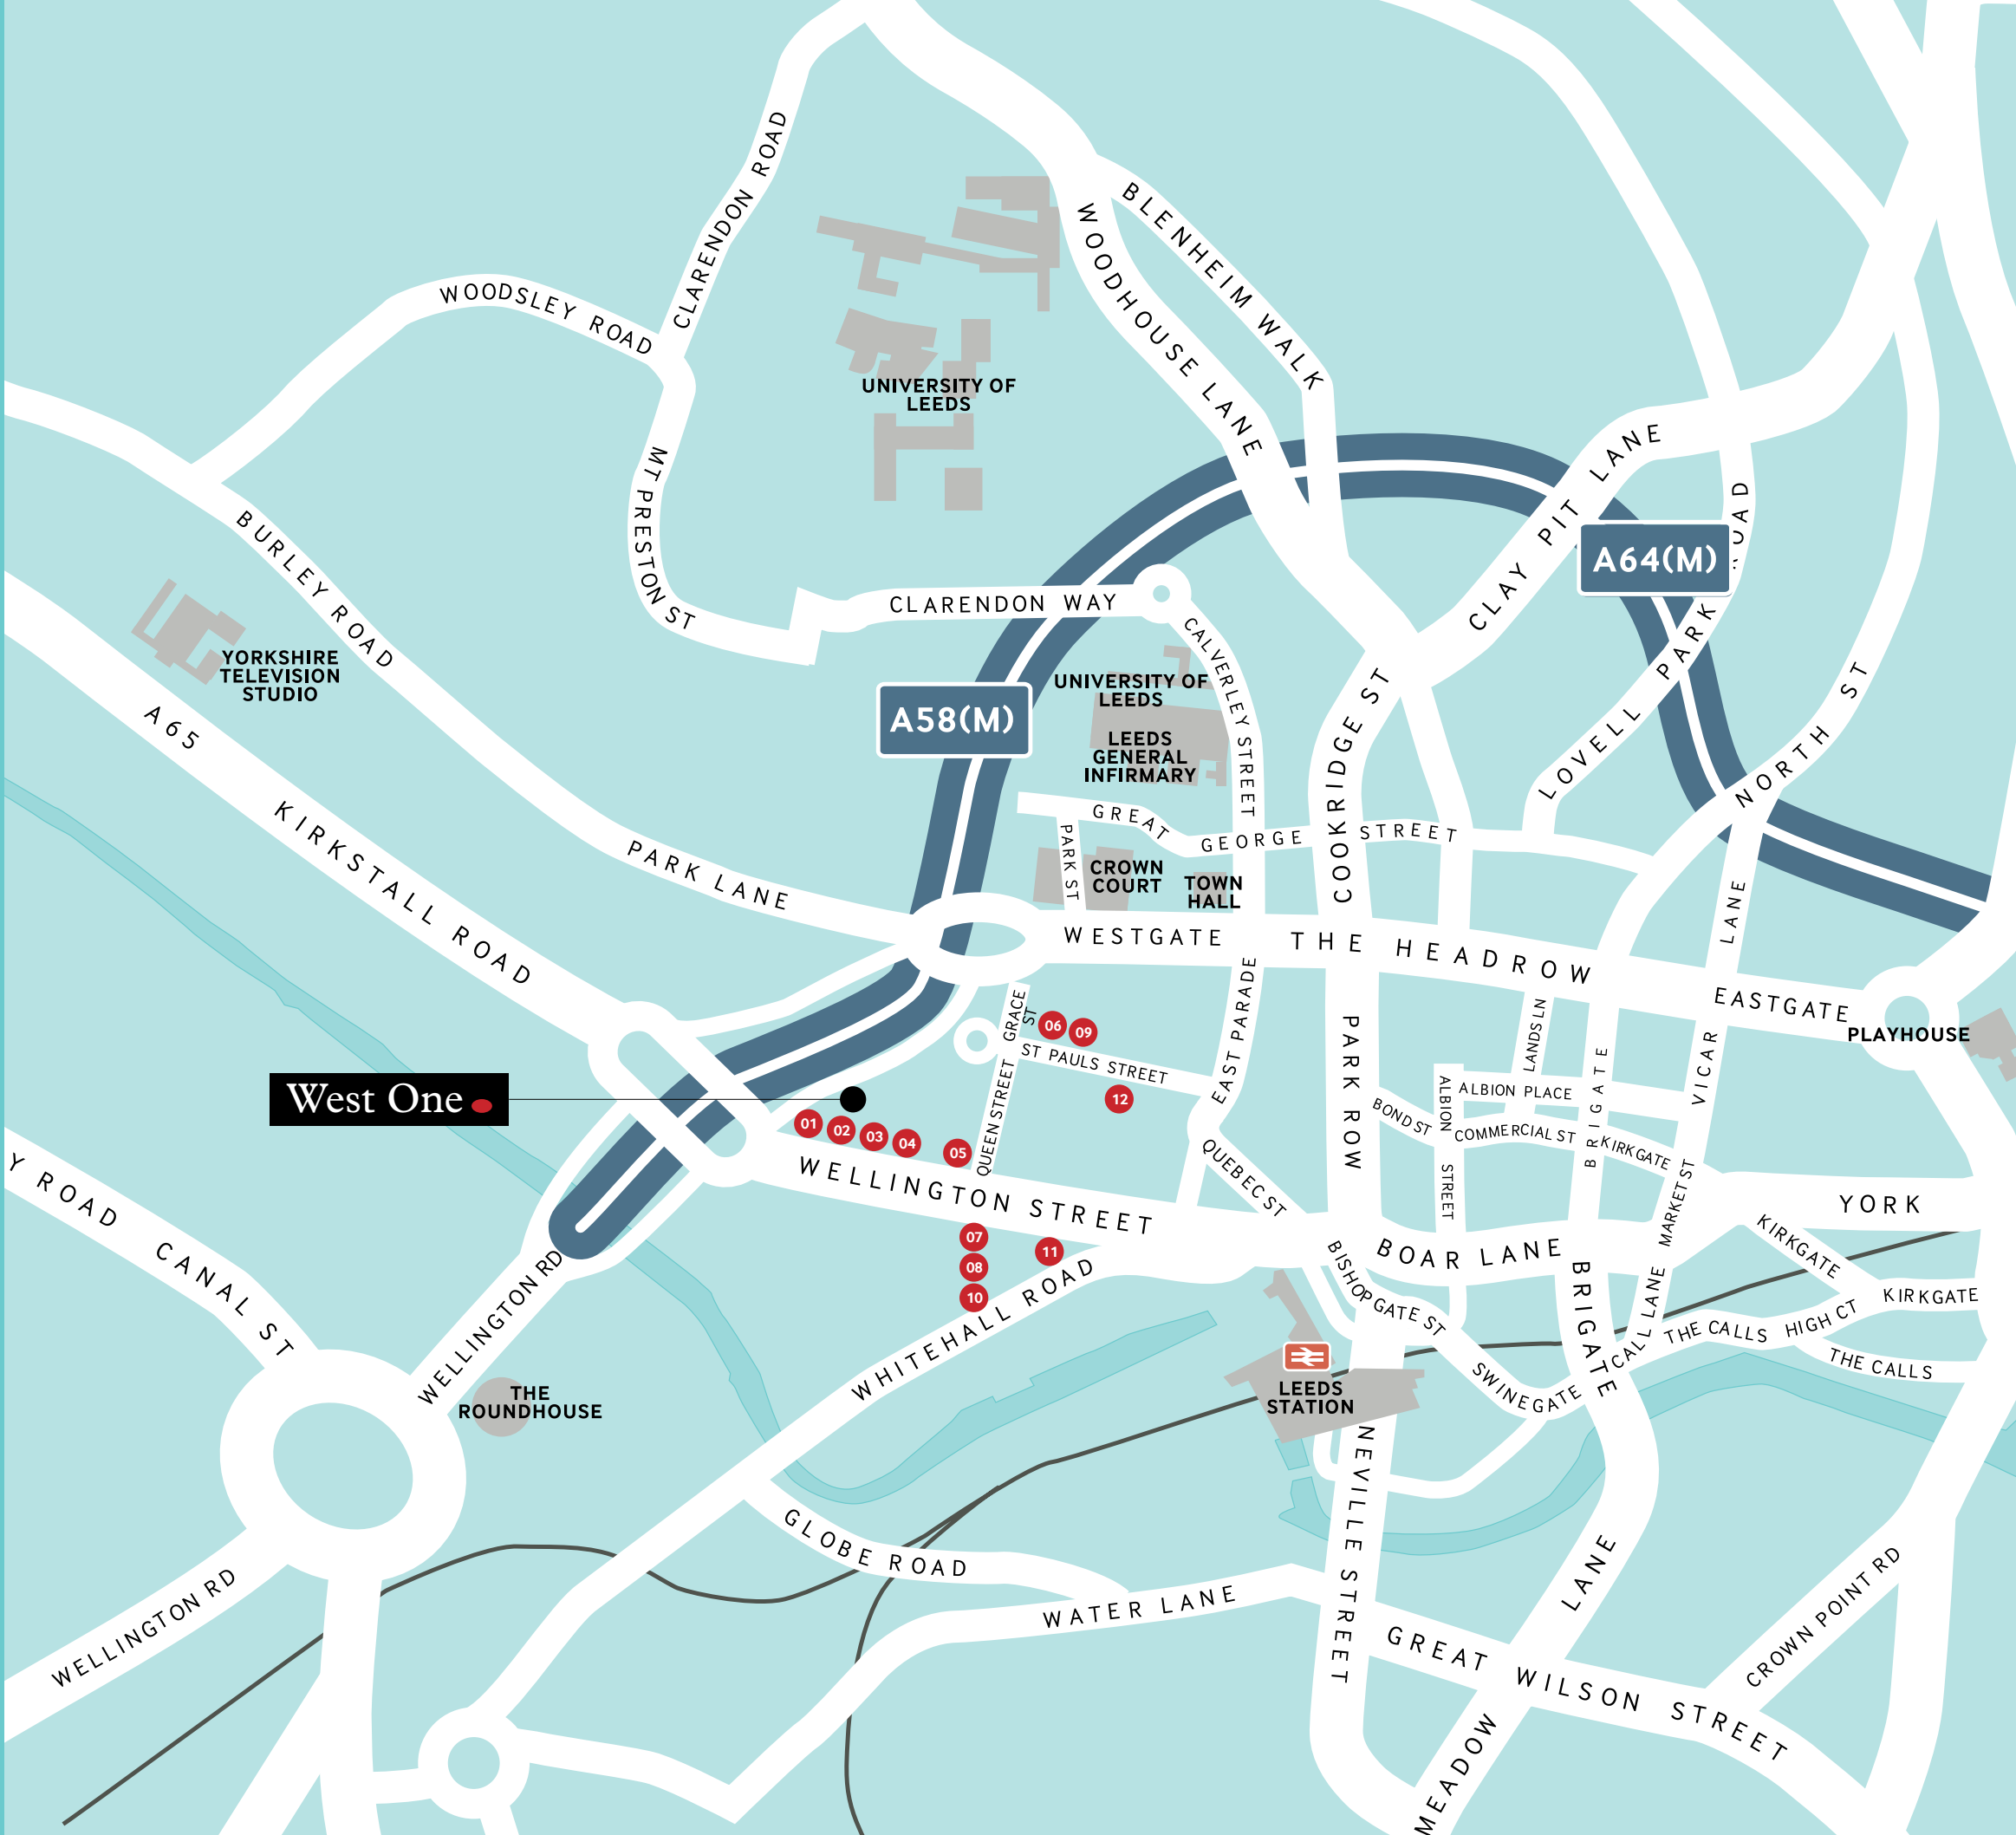 CLARENDON ROAD
WOODSLEY ROAD
BLENHEIM WALK
WOODHOUSE LANE
UNIVERSITY OF
LEEDS
MT PRESTON ST
CLAY PIT LANE
A64(M)
BURLEY ROAD
CLARENDON WAY
CALVERLEY STREET
LOVELL PARK
YORKSHIRE
TELEVISION
STUDIO
A58(M)
UNIVERSITY OF
LEEDS
LEEDS
GENERAL
INFIRMARY
COOKRIDGE ST
NORTH ST
A65
KIRKSTALL ROAD
PARK LANE
GREAT GEORGE STREET
PARK ST
CROWN
COURT
TOWN
HALL
WESTGATE
THE HEADROW
EASTGATE
PLAYHOUSE
VICAR LANE
GRACE
ST
06
09
ST PAULS STREET
12
EAST PARADE
PARK ROW
LANDS LN
ALBION PLACE
ALBION
STREET
BOND ST
COMMERCIAL ST
KIRKGATE
BRIGATE
West One
01
02
03
04
05
QUEEN STREET
WELLINGTON STREET
QUEBEC ST
07
08
10
11
WHITEHALL ROAD
BOAR LANE
BISHOPGATE ST
MARKET ST
YORK
KIRKGATE
KIRKGATE
HIGH CT
THE CALLS
THE CALLS
CALL LANE
BRIGATE
SWINEGATE
LEEDS
STATION
Y ROAD
CANAL ST
WELLINGTON RD
THE
ROUNDHOUSE
NEVILLE STREET
GLOBE ROAD
WATER LANE
WELLINGTON RD
GREAT WILSON STREET
MEADOW LANE
CROWN POINT RD